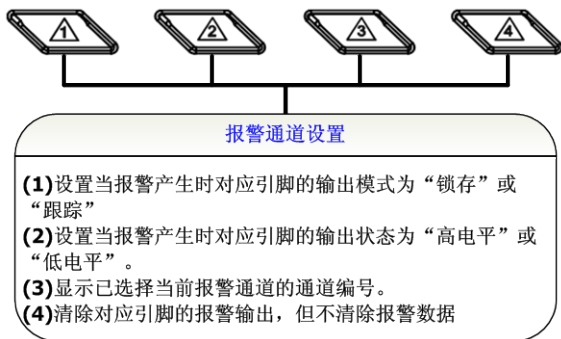 1 2 3 4
报警通道设置
(1)设置当报警产生时对应引脚的输出模式为“锁存”或
“跟踪”
(2)设置当报警产生时对应引脚的输出状态为“高电平”或
“低电平”。
(3)显示已选择当前报警通道的通道编号。
(4)清除对应引脚的报警输出，但不清除报警数据